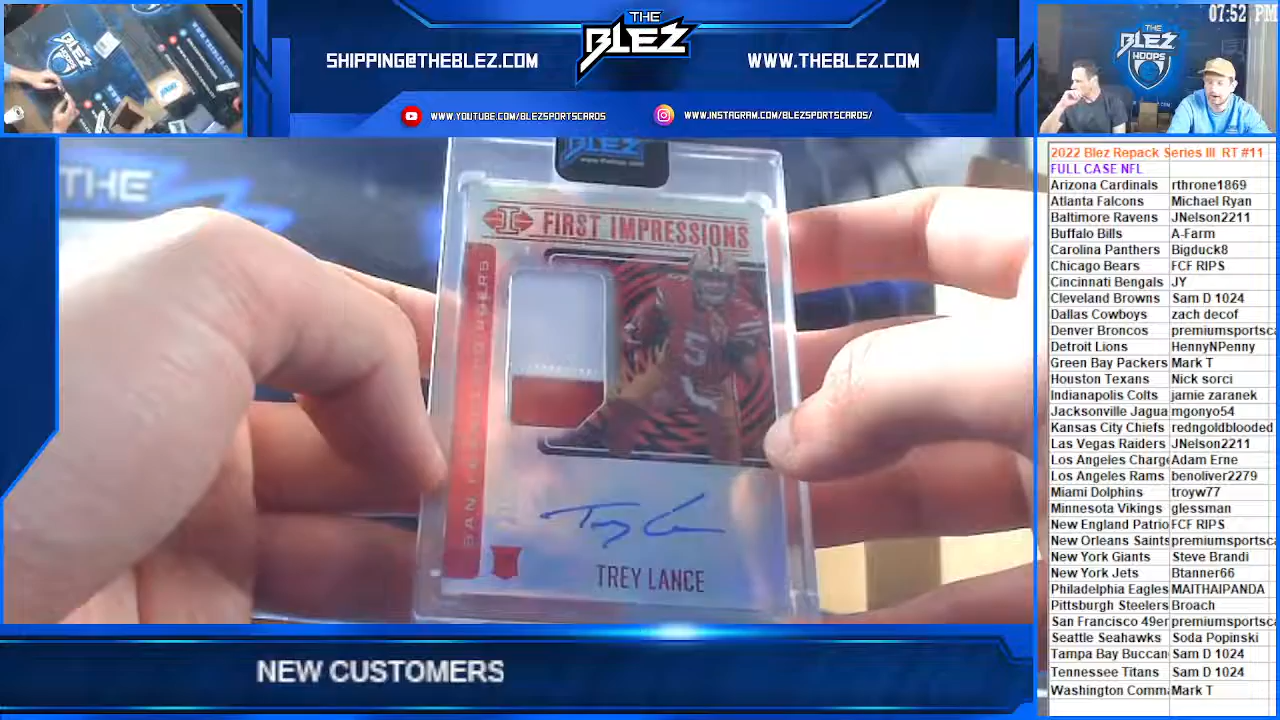 THE
BLEZ
SHIPPING@THEBLEZ.COM
WWW.THEBLEZ.COM
WWW.YOUTUBE.COM/BLEZSPORTSCARDS
WWW.INSTAGRAM.COM/BLEZSPORTSCARDS/
07:52 PM
THE
BLEZ
HOOPS
THE
BLEZ
I FIRST IMPRESSIONS
SAN FRANCISCO 49ERS
5
TREY LANCE
NEW CUSTOMERS
2022 Blez Repack Series III RT #11
FULL CASE NFL
Arizona Cardinals rthrone1869
Atlanta Falcons Michael Ryan
Baltimore Ravens JNelson2211
Buffalo Bills A-Farm
Carolina Panthers Bigduck8
Chicago Bears FCF RIPS
Cincinnati Bengals JY
Cleveland Browns Sam D 1024
Dallas Cowboys zach decof
Denver Broncos premiumsportsca
Detroit Lions HennyNPenny
Green Bay Packers Mark T
Houston Texans Nick sorci
Indianapolis Colts jamie zaranek
Jacksonville Jagua mgonyo54
Kansas City Chiefs redngoldblooded
Las Vegas Raiders JNelson2211
Los Angeles Charge Adam Erne
Los Angeles Rams benoliver2279
Miami Dolphins troyw77
Minnesota Vikings glessman
New England Patrio FCF RIPS
New Orleans Saints premiumsportsca
New York Giants Steve Brandi
New York Jets Btanner66
Philadelphia Eagles MAITHAIPANDA
Pittsburgh Steelers Broach
San Francisco 49er premiumsportsca
Seattle Seahawks Soda Popinski
Tampa Bay Buccan Sam D 1024
Tennessee Titans Sam D 1024
Washington Comma Mark T